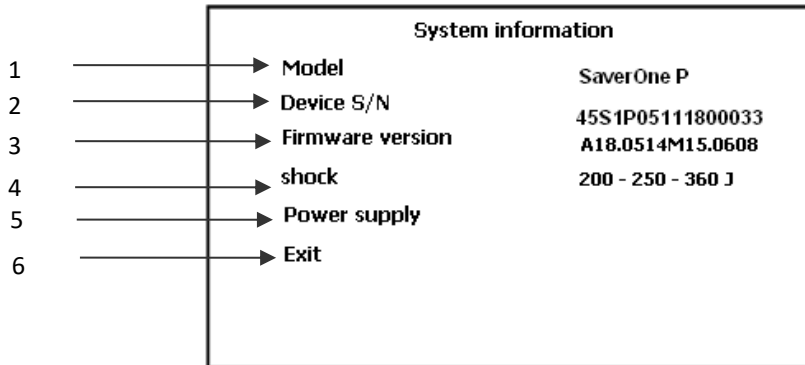 System information
1 Model SaverOne P
2 Device S/N 45S1P05111800033
3 Firmware version A18.0514M15.0608
4 shock 200 - 250 - 360 J
5 Power supply
6 Exit